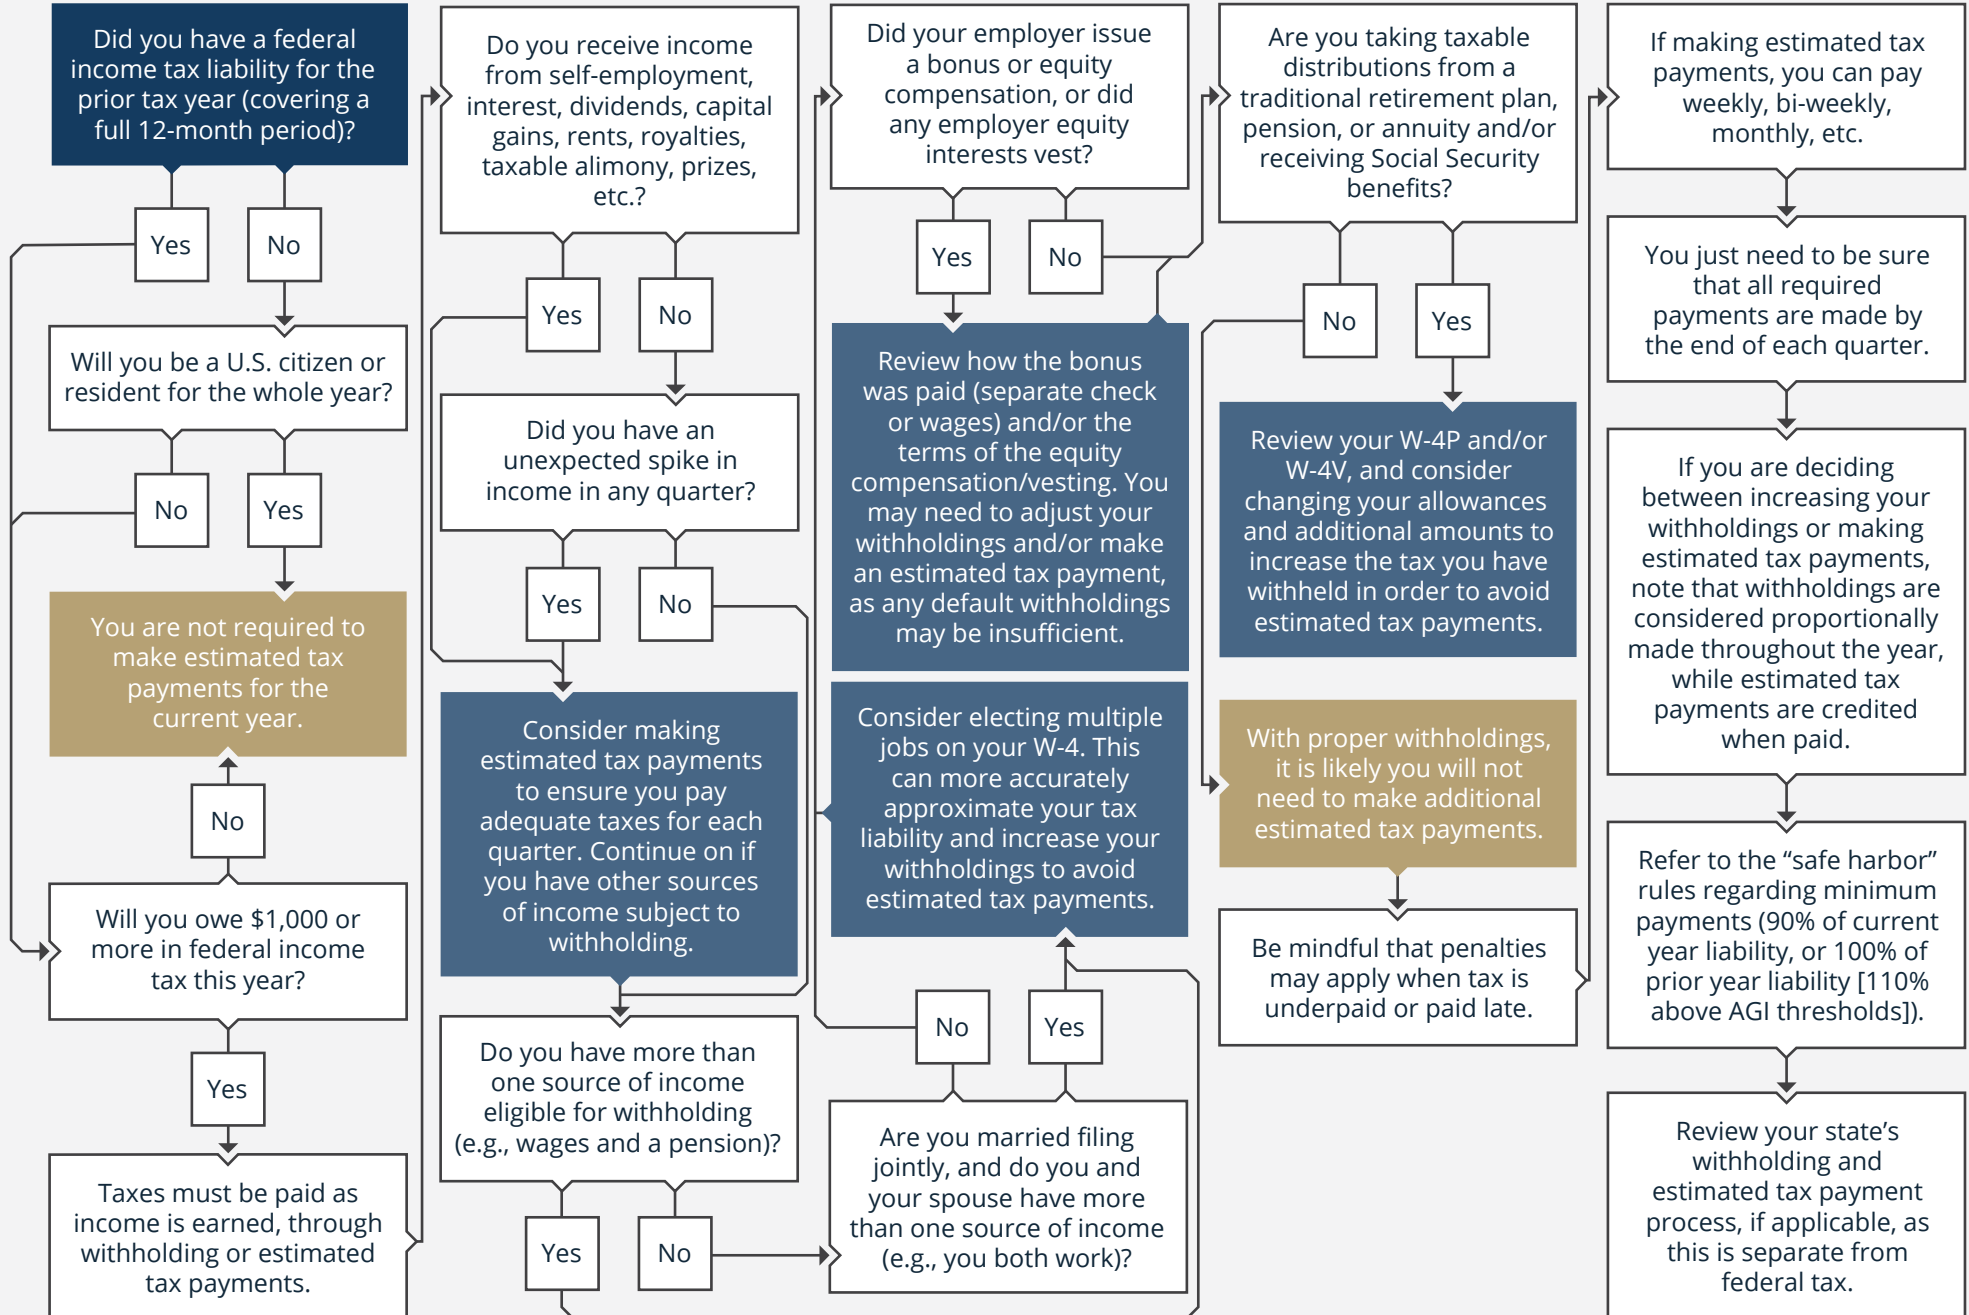 Did you have a federal
income tax liability for the
prior tax year (covering a
full 12-month period)?
Yes
No
Will you be a U.S. citizen or
resident for the whole year?
No
Yes
You are not required to
make estimated tax
payments for the
current year.
No
Will you owe $1,000 or
more in federal income
tax this year?
Yes
Taxes must be paid as
income is earned, through
withholding or estimated
tax payments.
Do you receive income
from self-employment,
interest, dividends, capital
gains, rents, royalties,
taxable alimony, prizes,
etc.?
Yes
No
Did you have an
unexpected spike in
income in any quarter?
Yes
No
Consider making
estimated tax payments
to ensure you pay
adequate taxes for each
quarter. Continue on if
you have other sources
of income subject to
withholding.
Do you have more than
one source of income
eligible for withholding
(e.g., wages and a pension)?
Yes
No
Did your employer issue
a bonus or equity
compensation, or did
any employer equity
interests vest?
Yes
No
Review how the bonus
was paid (separate check
or wages) and/or the
terms of the equity
compensation/vesting. You
may need to adjust your
withholdings and/or make
an estimated tax payment,
as any default withholdings
may be insufficient.
Consider electing multiple
jobs on your W-4. This
can more accurately
approximate your tax
liability and increase your
withholdings to avoid
estimated tax payments.
No
Yes
Are you married filing
jointly, and do you and
your spouse have more
than one source of income
(e.g., you both work)?
Are you taking taxable
distributions from a
traditional retirement plan,
pension, or annuity and/or
receiving Social Security
benefits?
No
Yes
Review your W-4P and/or
W-4V, and consider
changing your allowances
and additional amounts to
increase the tax you have
withheld in order to avoid
estimated tax payments.
With proper withholdings,
it is likely you will not
need to make additional
estimated tax payments.
Be mindful that penalties
may apply when tax is
underpaid or paid late.
If making estimated tax
payments, you can pay
weekly, bi-weekly,
monthly, etc.
You just need to be sure
that all required
payments are made by
the end of each quarter.
If you are deciding
between increasing your
withholdings or making
estimated tax payments,
note that withholdings are
considered proportionally
made throughout the year,
while estimated tax
payments are credited
when paid.
Refer to the “safe harbor”
rules regarding minimum
payments (90% of current
year liability, or 100% of
prior year liability [110%
above AGI thresholds]).
Review your state’s
withholding and
estimated tax payment
process, if applicable, as
this is separate from
federal tax.